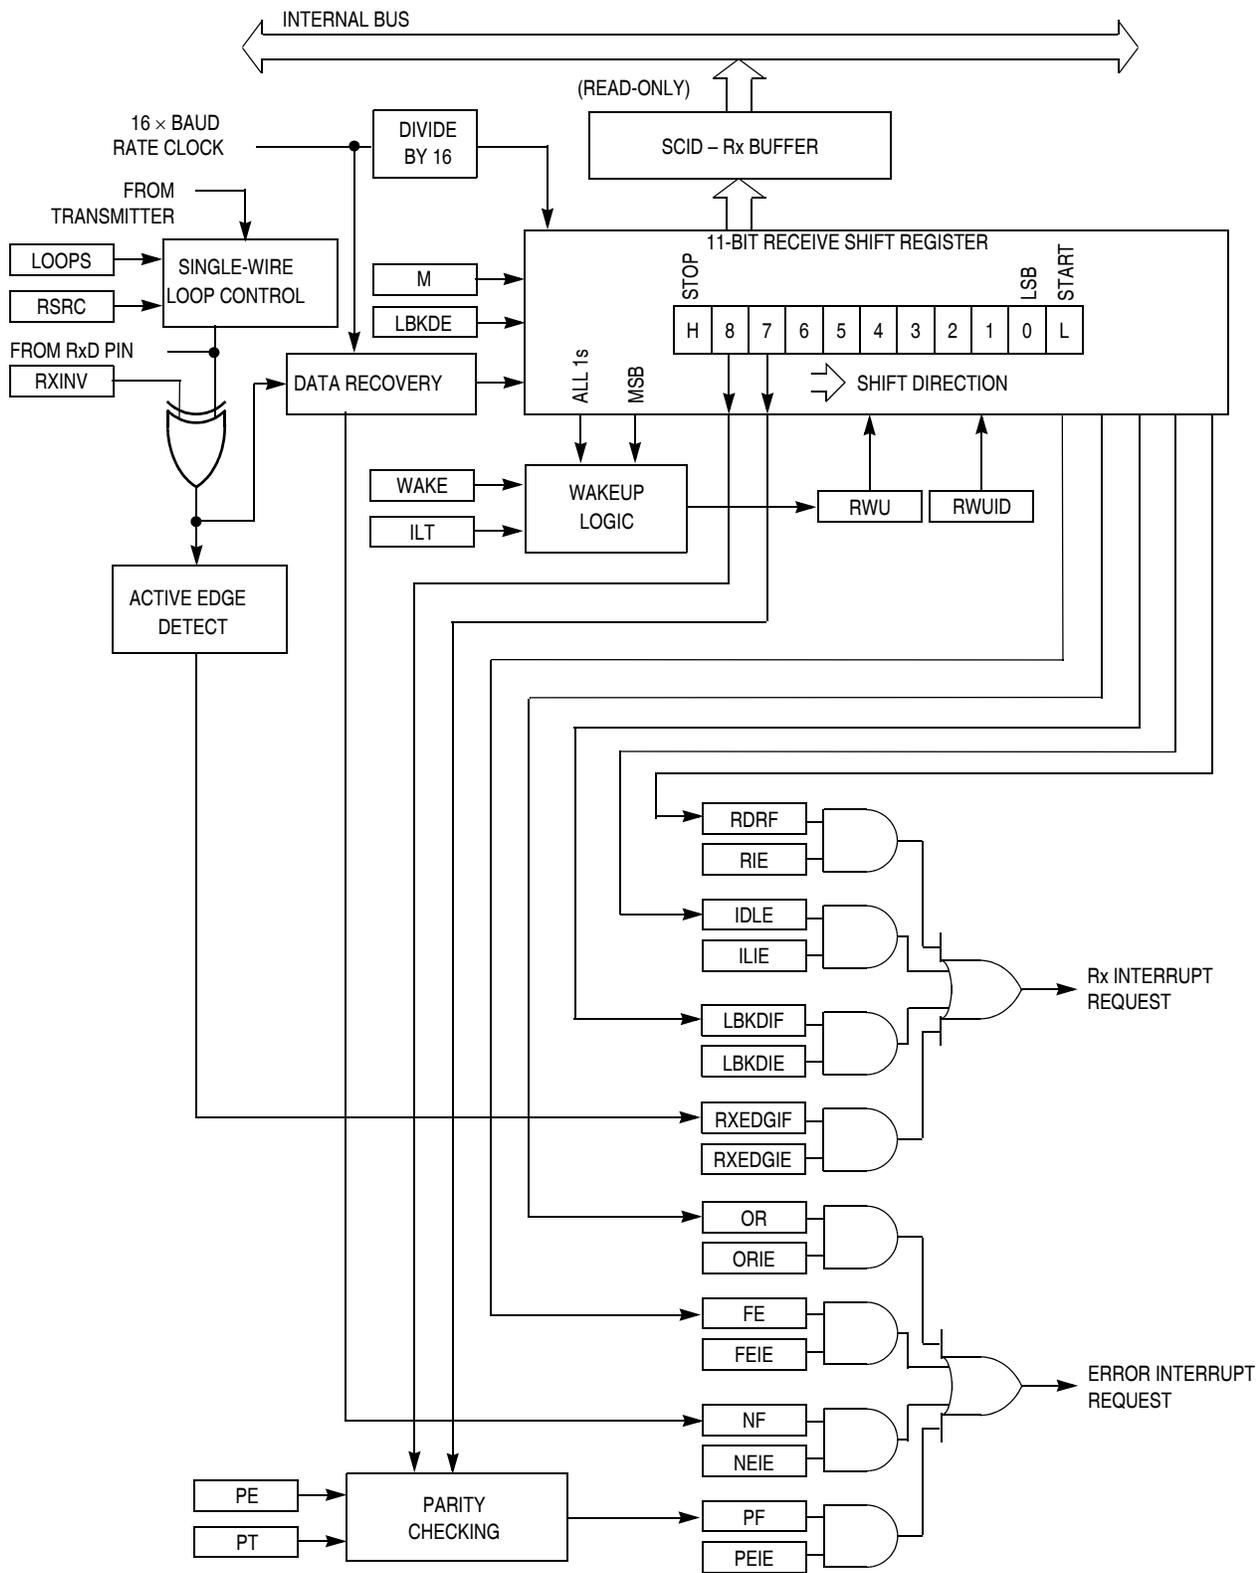 INTERNAL BUS
(READ-ONLY)
16 × BAUD
RATE CLOCK
DIVIDE
BY 16
SCID – Rx BUFFER
FROM
TRANSMITTER
11-BIT RECEIVE SHIFT REGISTER
LOOPS
RSRC
SINGLE-WIRE
LOOP CONTROL
M
LBKDE
STOP
LSB
START
H 8 7 6 5 4 3 2 1 0 L
FROM RxD PIN
RXINV
DATA RECOVERY
ALL 1s
MSB
SHIFT DIRECTION
WAKE
ILT
WAKEUP
LOGIC
RWU
RWUID
ACTIVE EDGE
DETECT
RDRF
RIE
IDLE
ILIE
Rx INTERRUPT
REQUEST
LBKDIF
LBKDIE
RXEDGIF
RXEDGIE
OR
ORIE
FE
FEIE
ERROR INTERRUPT
REQUEST
NF
NEIE
PE
PT
PARITY
CHECKING
PF
PEIE